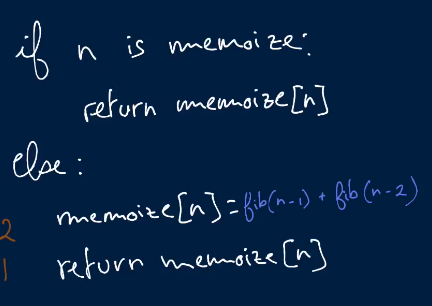 if n is memoize:
return memoize[n]
else:
2 memoize[n] = fib(n-1) + fib(n-2)
1 return memoize[n]